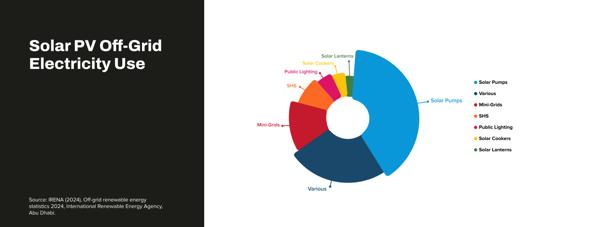 Solar PV Off-Grid
Electricity Use
Source: IRENA (2024), Off-grid renewable energy
statistics 2024, International Renewable Energy Agency,
Abu Dhabi.
Solar Lanterns
Solar Cookers
Public Lighting
SHS
Mini-Grids
Various
Solar Pumps
Solar Pumps
Various
Mini-Grids
SHS
Public Lighting
Solar Cookers
Solar Lanterns